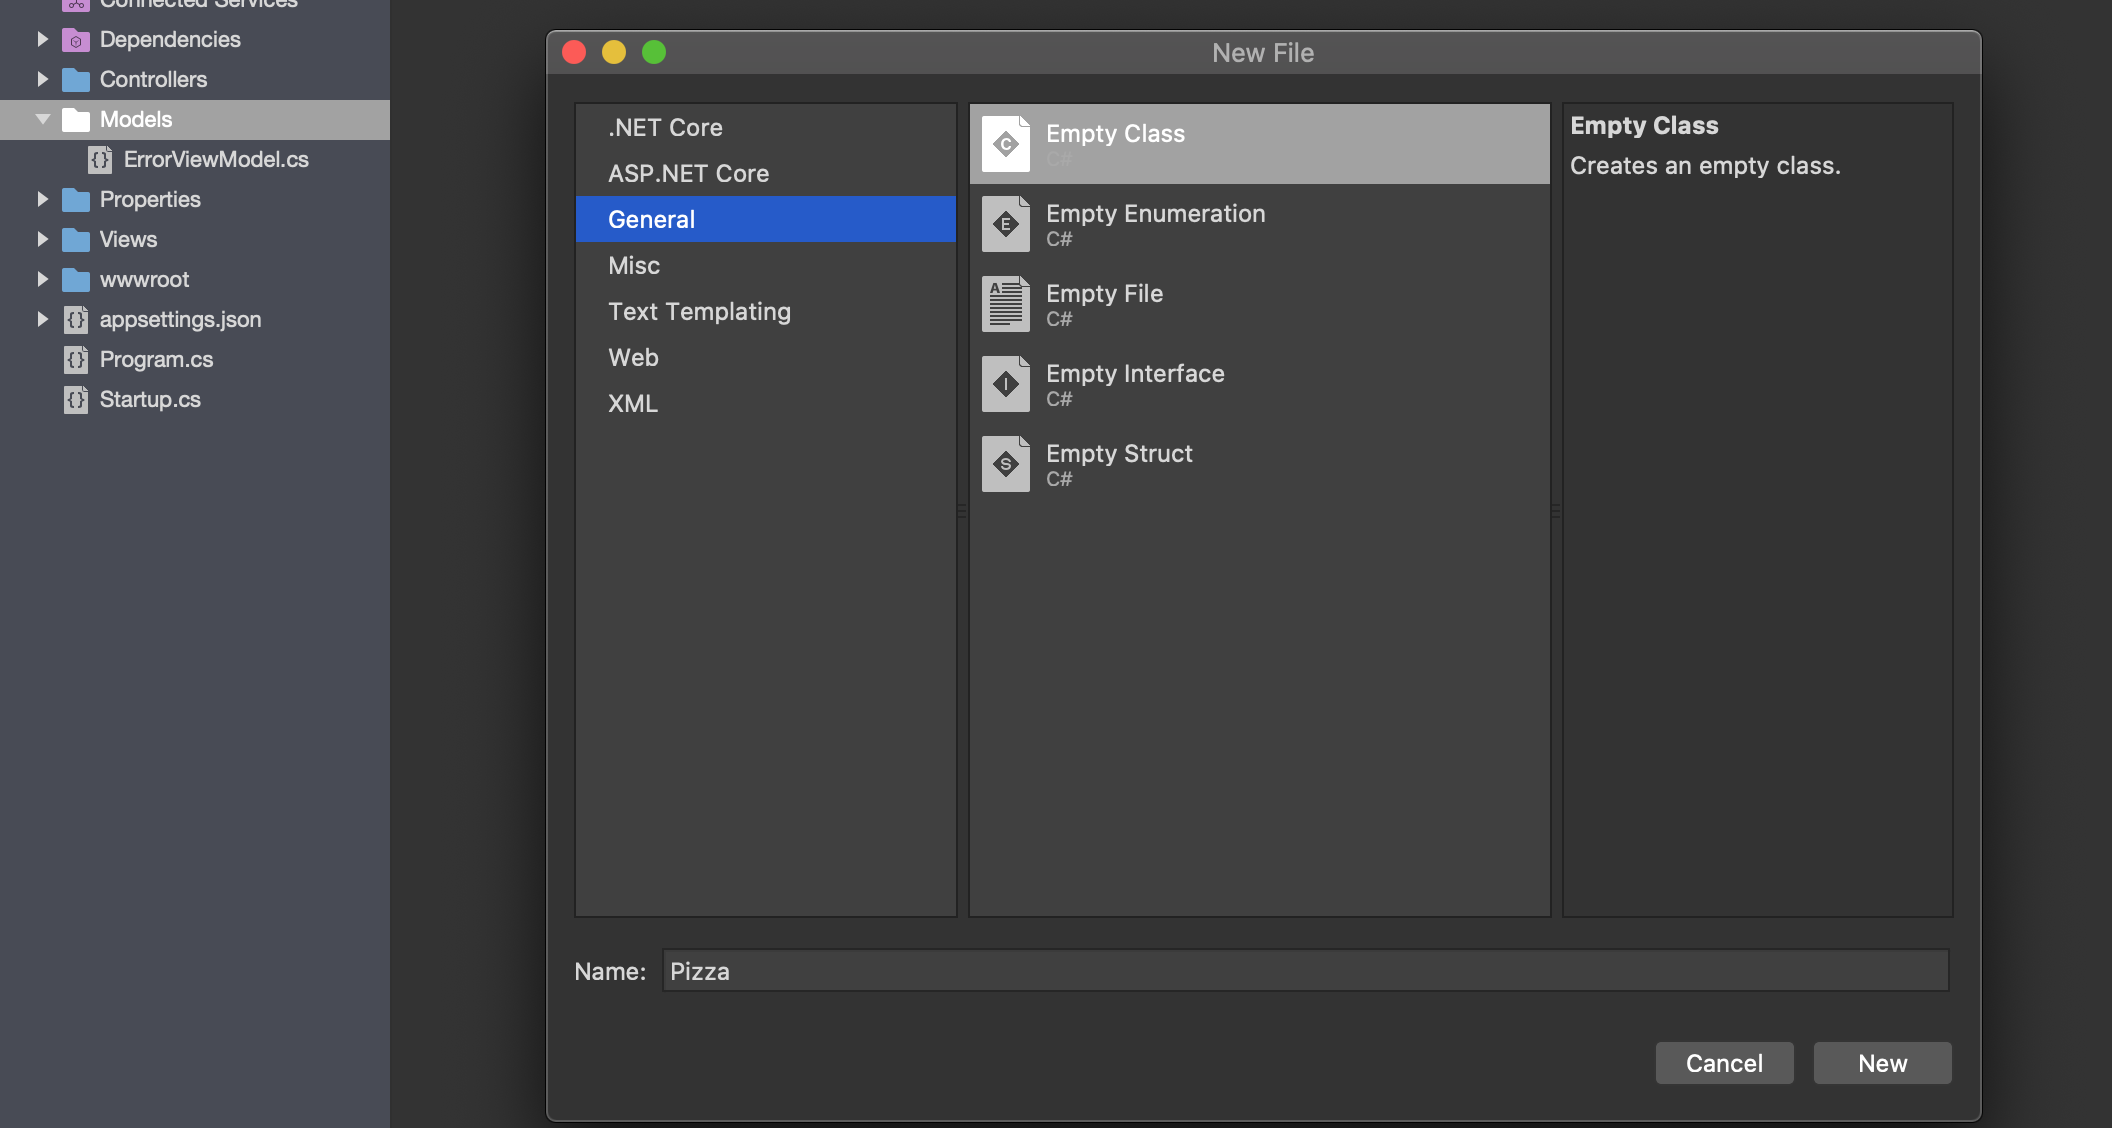 Connected Services
Dependencies
Controllers
Models
ErrorViewModel.cs
Properties
Views
wwwroot
appsettings.json
Program.cs
Startup.cs
New File
.NET Core
ASP.NET Core
General
Misc
Text Templating
Web
XML
Empty Class
C#
Empty Enumeration
C#
Empty File
C#
Empty Interface
C#
Empty Struct
C#
Empty Class
Creates an empty class.
Name: Pizza
Cancel New